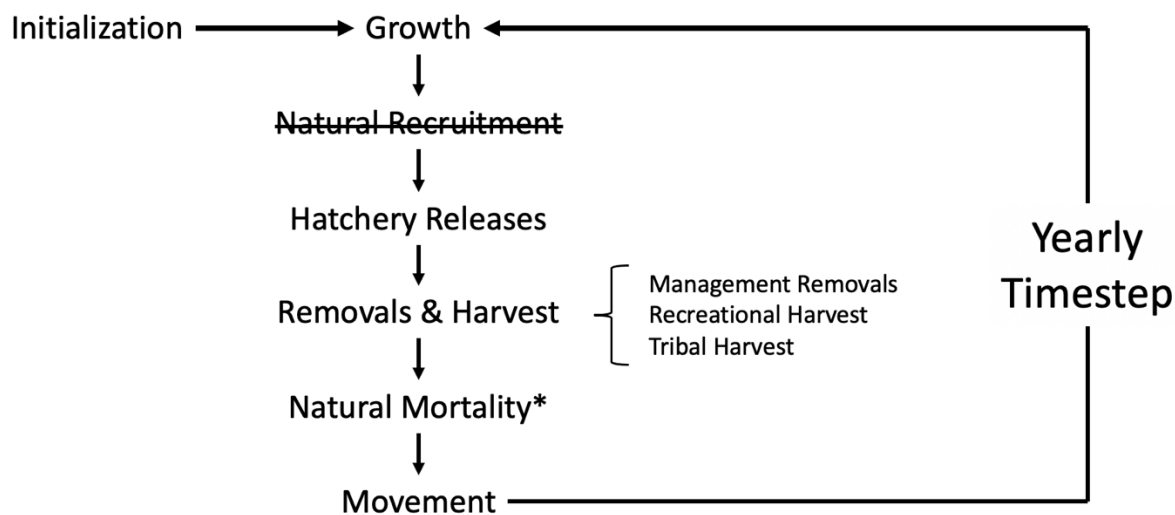 Initialization
Growth
Natural Recruitment
Hatchery Releases
Removals & Harvest
Management Removals
Recreational Harvest
Tribal Harvest
Natural Mortality*
Movement
Yearly
Timestep